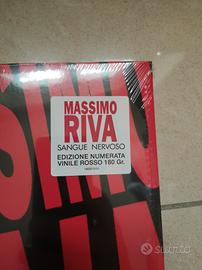 MASSIMO
RIVA
SANGUE NERVOSO
EDIZIONE NUMERATA
VINILE ROSSO 180 Gr.
subito